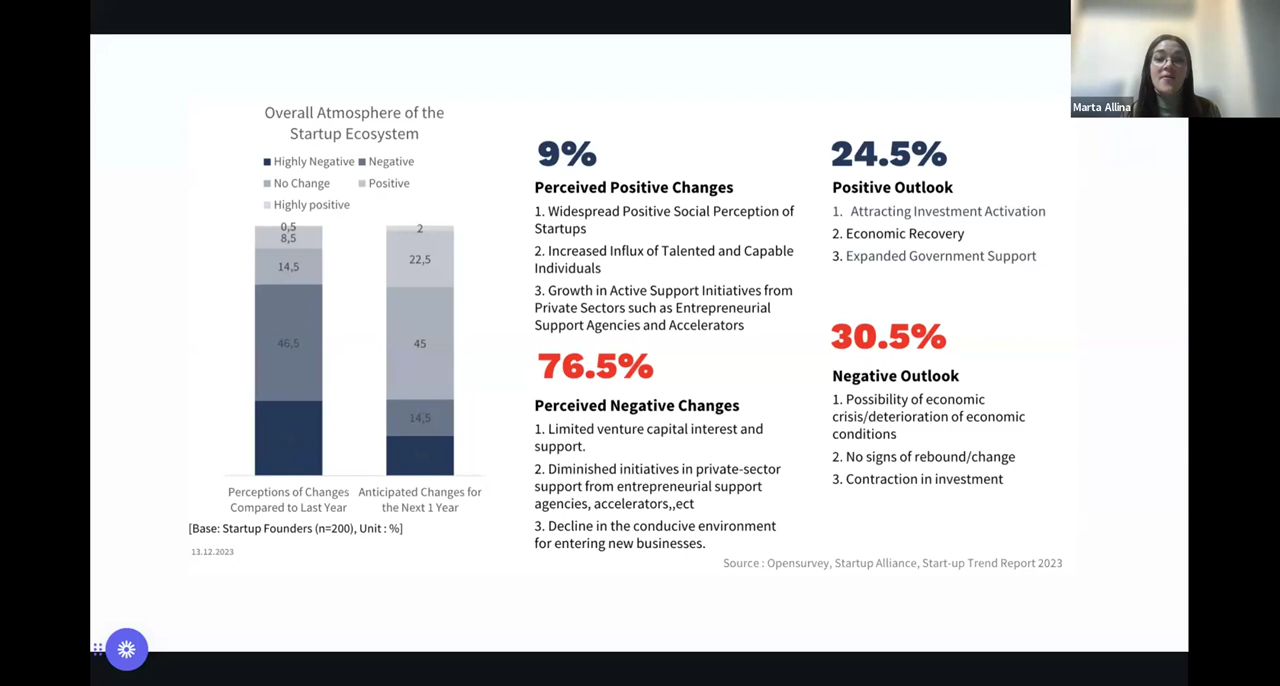 Marta Allina
Overall Atmosphere of the
Startup Ecosystem
Highly Negative Negative
No Change Positive
Highly positive
0,5
8,5
14,5
46,5
2
22,5
45
14,5
Perceptions of Changes
Compared to Last Year
Anticipated Changes for
the Next 1 Year
[Base: Startup Founders (n=200), Unit : %]
13.12.2023
9%
Perceived Positive Changes
1. Widespread Positive Social Perception of
Startups
2. Increased Influx of Talented and Capable
Individuals
3. Growth in Active Support Initiatives from
Private Sectors such as Entrepreneurial
Support Agencies and Accelerators
76.5%
Perceived Negative Changes
1. Limited venture capital interest and
support.
2. Diminished initiatives in private-sector
support from entrepreneurial support
agencies, accelerators,,ect
3. Decline in the conducive environment
for entering new businesses.
24.5%
Positive Outlook
1. Attracting Investment Activation
2. Economic Recovery
3. Expanded Government Support
30.5%
Negative Outlook
1. Possibility of economic
crisis/deterioration of economic
conditions
2. No signs of rebound/change
3. Contraction in investment
Source : Opensurvey, Startup Alliance, Start-up Trend Report 2023